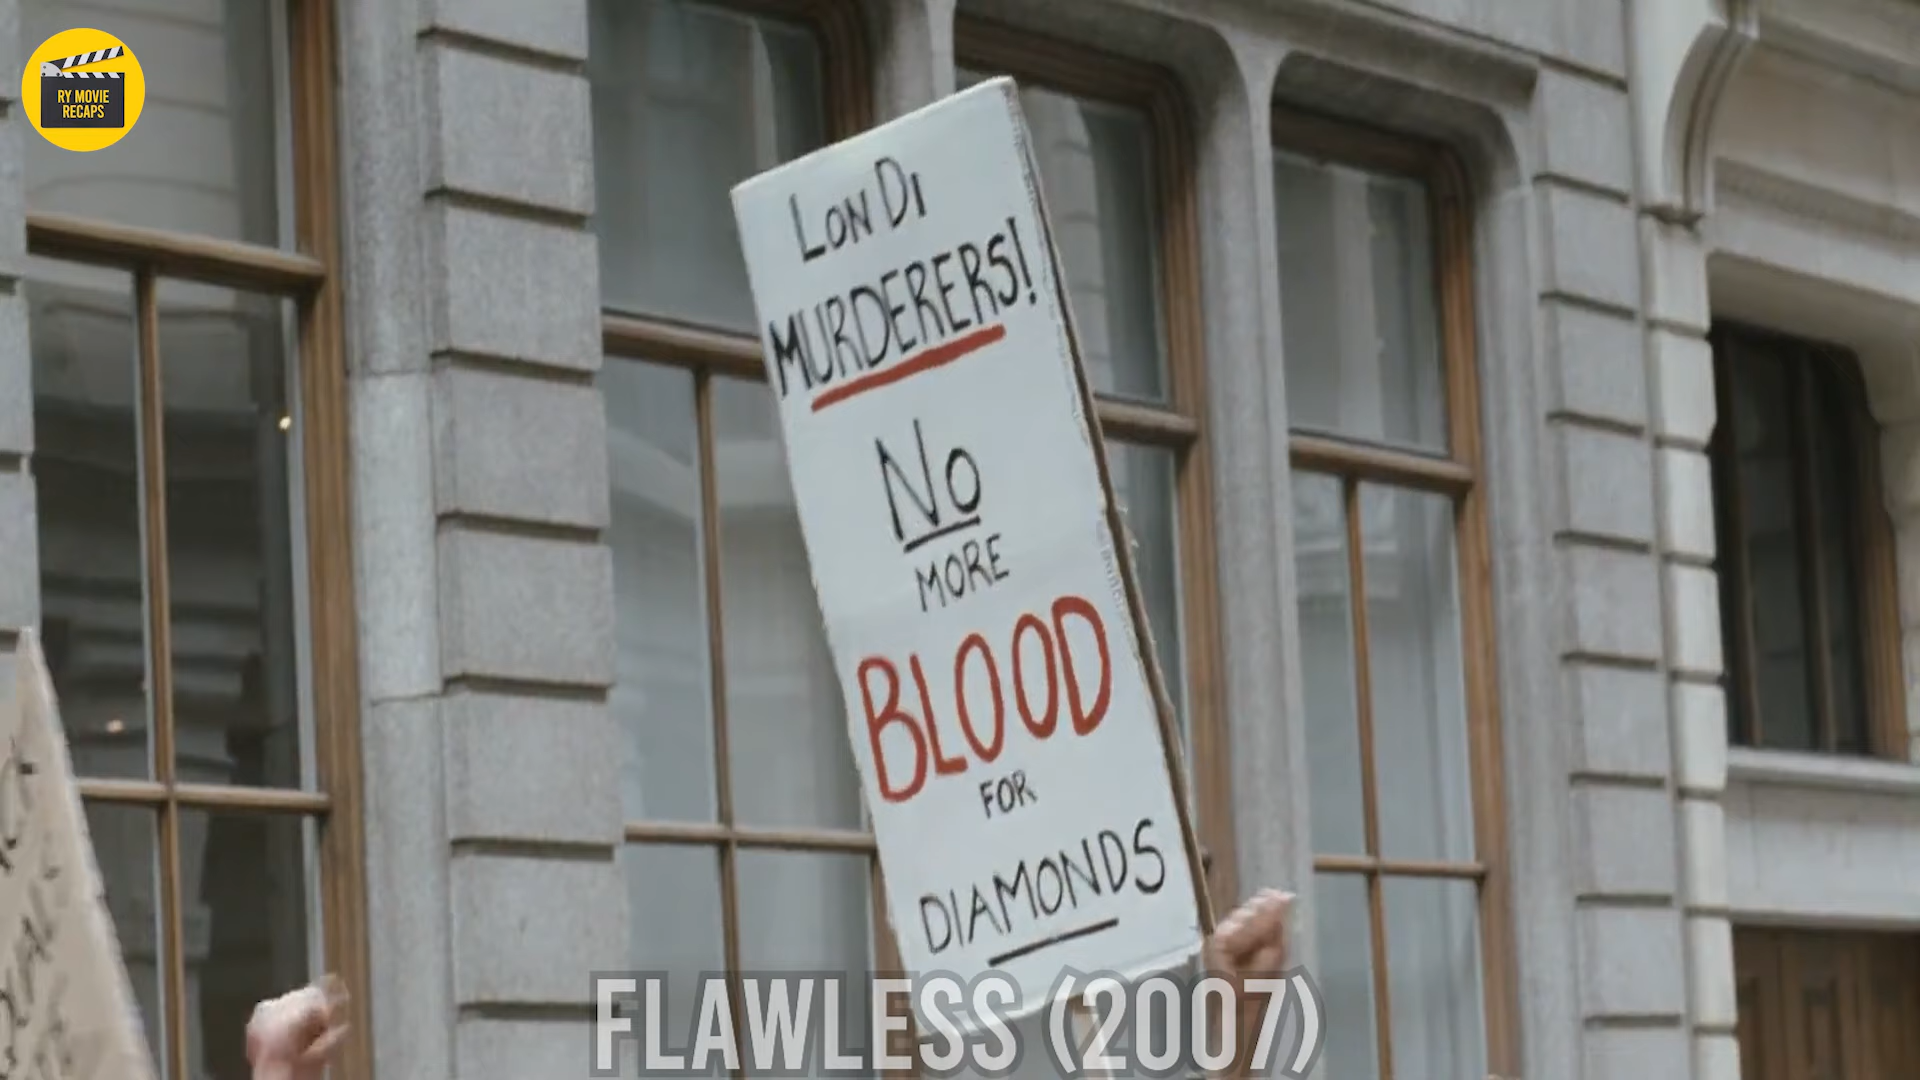 RY MOVIE
RECAPS
LON DI
MURDERERS!
NO
MORE
BLOOD
FOR
DIAMONDS
FLAWLESS (2007)